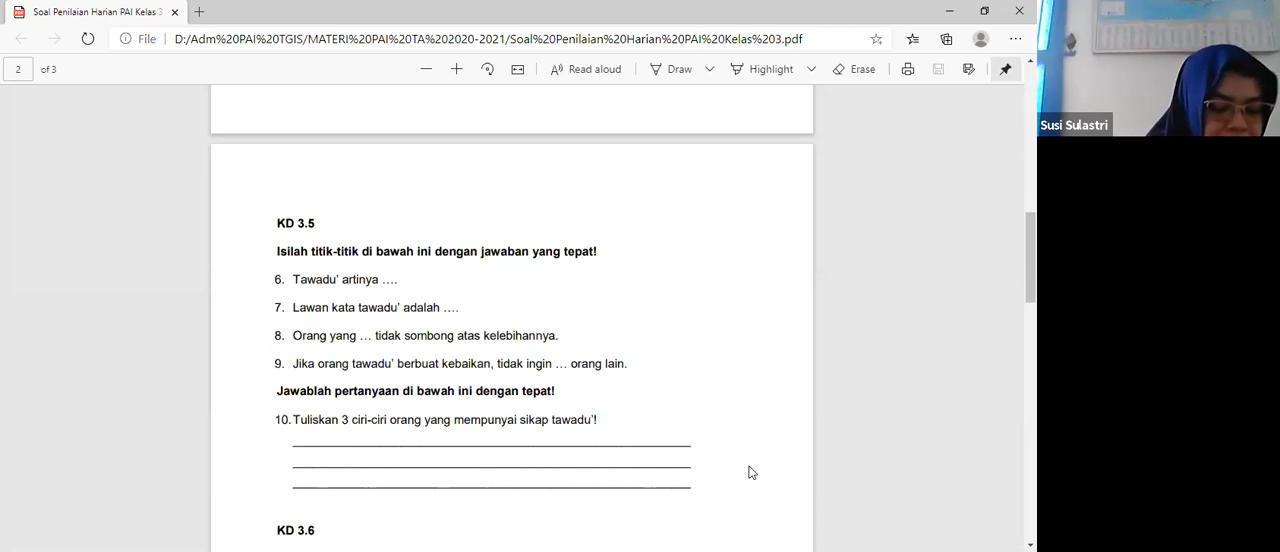 Soal Penilaian Harian PAI Kelas 3
File D:/Adm%20PAI%20TGIS/MATERI%20PAI%20TA%202020-2021/Soal%20Penilaian%20Harian%20PAI%20Kelas%203.pdf
2 of 3 Read aloud Draw Highlight Erase
Susi Sulastri
KD 3.5
Isilah titik-titik di bawah ini dengan jawaban yang tepat!
6. Tawadu’ artinya ….
7. Lawan kata tawadu’ adalah ….
8. Orang yang … tidak sombong atas kelebihannya.
9. Jika orang tawadu’ berbuat kebaikan, tidak ingin … orang lain.
Jawablah pertanyaan di bawah ini dengan tepat!
10. Tuliskan 3 ciri-ciri orang yang mempunyai sikap tawadu’!
KD 3.6